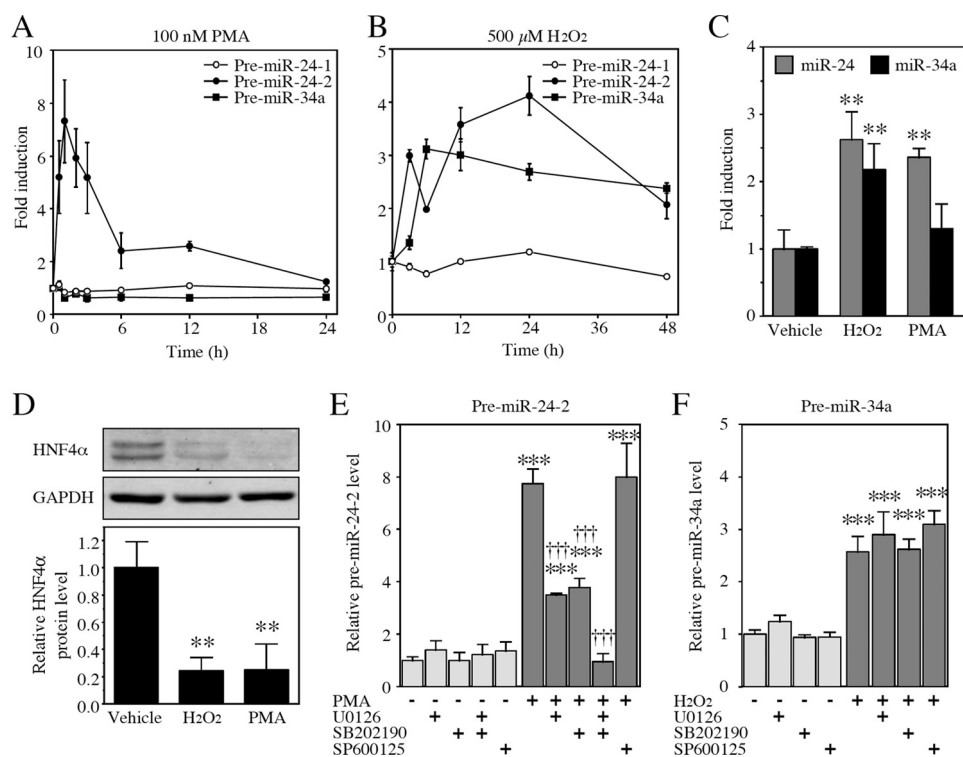 A
100 nM PMA
Fold induction
10
8
6
4
2
0
Pre-miR-24-1
Pre-miR-24-2
Pre-miR-34a
0 6 12 18 24
Time (h)
B
500 µM H2O2
5
4
3
2
1
0
Pre-miR-24-1
Pre-miR-24-2
Pre-miR-34a
0 12 24 36 48
Time (h)
C
Fold induction
4
3
2
1
0
miR-24 miR-34a
** ** **
Vehicle H2O2 PMA
D
HNF4α
GAPDH
Relative HNF4α
protein level
1.2
1.0
0.8
0.6
0.4
0.2
0.0
** **
Vehicle H2O2 PMA
E
Pre-miR-24-2
Relative pre-miR-24-2 level
10
8
6
4
2
0
*** ††† *** ††† *** ††† ***
PMA - - - - - + + + + +
U0126 + + + +
SB202190 + + + +
SP600125 + +
F
Pre-miR-34a
Relative pre-miR-34a level
5
4
3
2
1
0
*** *** *** ***
H2O2 - - - - + + + +
U0126 + +
SB202190 + +
SP600125 + +